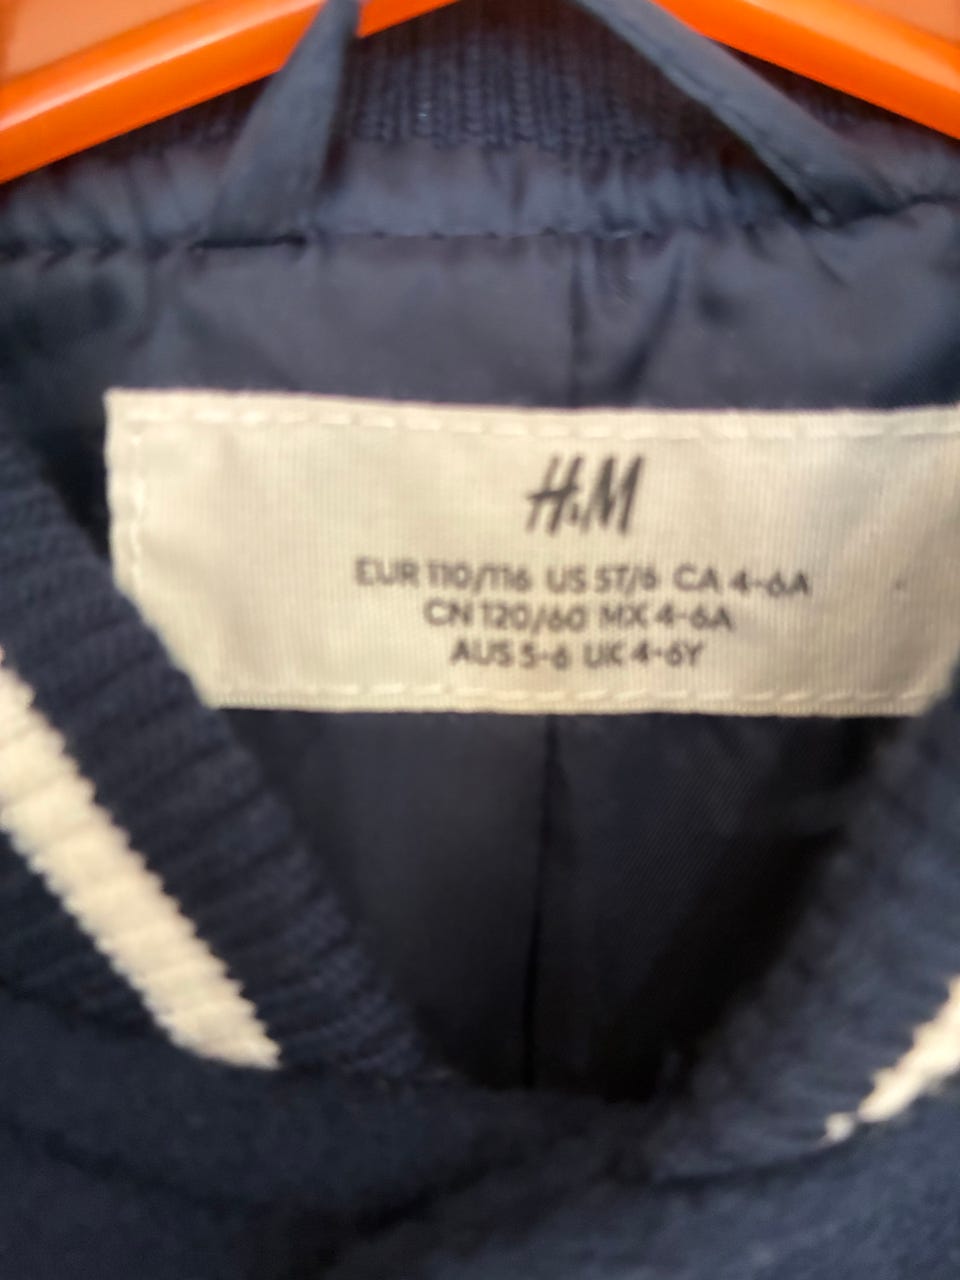 H&M
EUR 110/116 US 5T/6 CA 4-6A
CN 120/60 MX 4-6A
AUS 5-6 UK 4-6Y